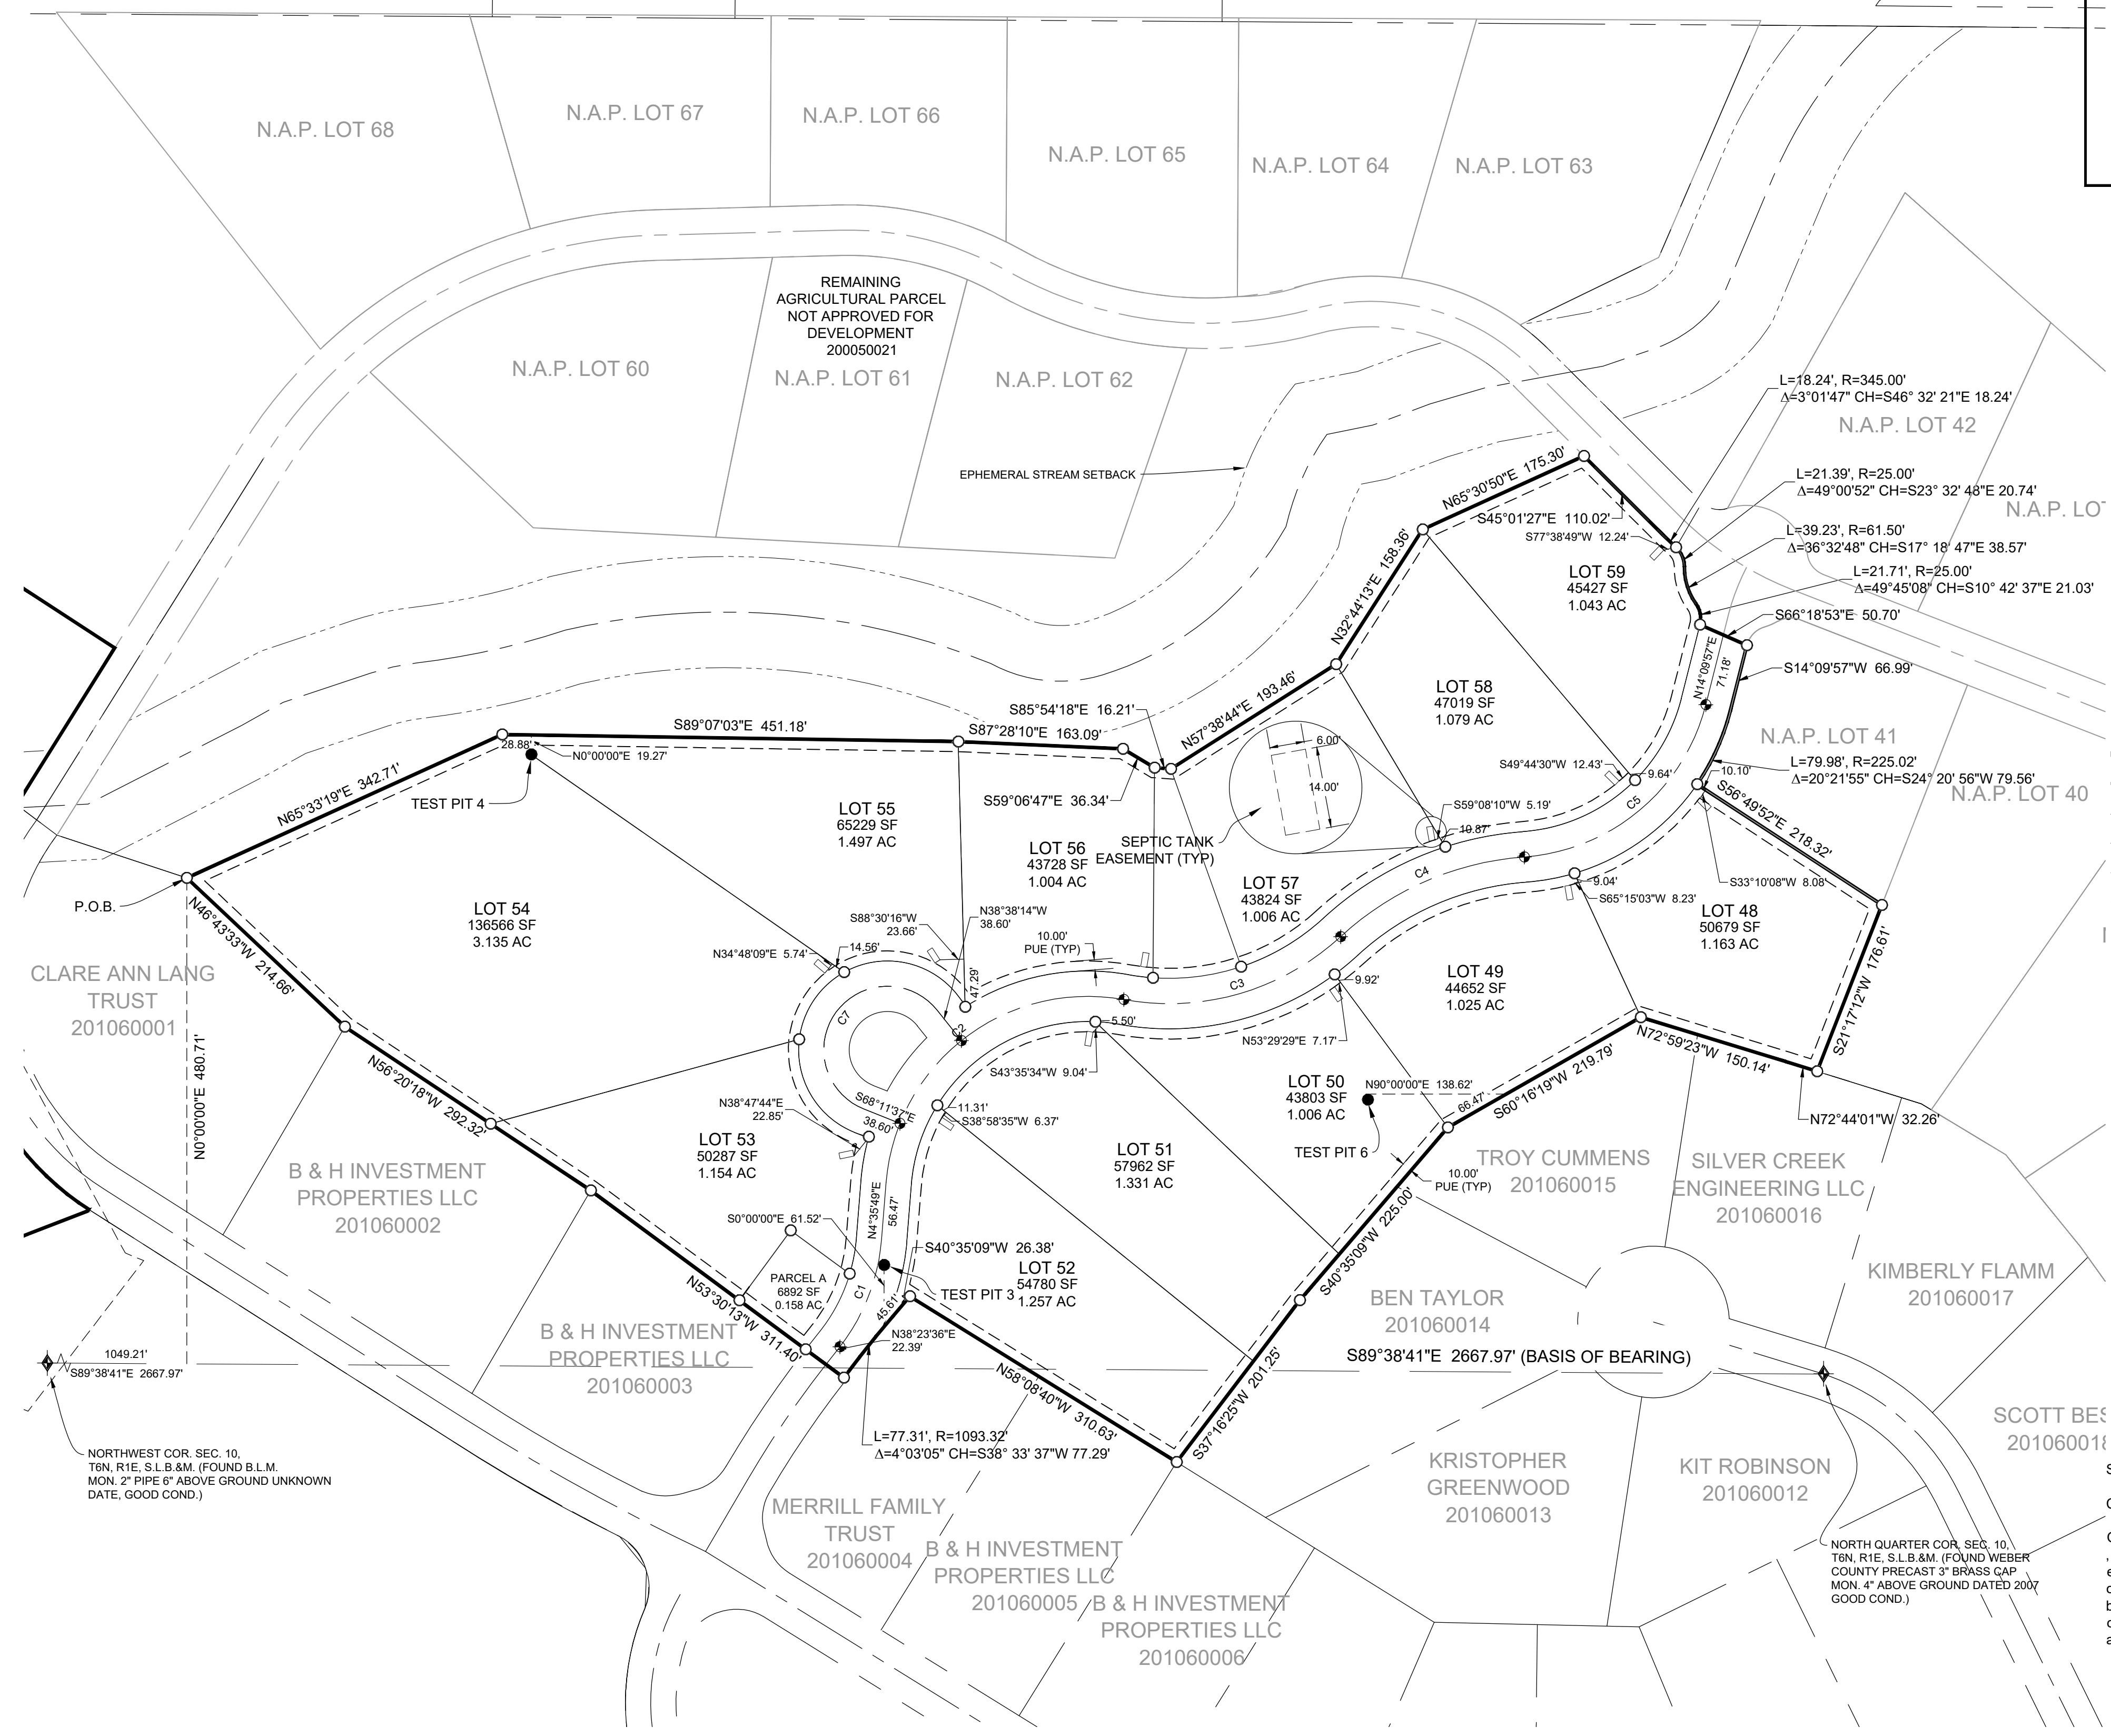 N.A.P. LOT 68
N.A.P. LOT 67
N.A.P. LOT 66
N.A.P. LOT 65
N.A.P. LOT 64
N.A.P. LOT 63
REMAINING
AGRICULTURAL PARCEL
NOT APPROVED FOR
DEVELOPMENT
200050021
N.A.P. LOT 60
N.A.P. LOT 61
N.A.P. LOT 62
EPHEMERAL STREAM SETBACK
L=18.24', R=345.00'
Δ=3°01'47" CH=S46° 32' 21"E 18.24'
N.A.P. LOT 42
L=21.39', R=25.00'
Δ=49°00'52" CH=S23° 32' 48"E 20.74'
N.A.P. LOT
L=39.23', R=61.50'
Δ=36°32'48" CH=S17° 18' 47"E 38.57'
L=21.71', R=25.00'
Δ=49°45'08" CH=S10° 42' 37"E 21.03'
S66°18'53"E 50.70'
S14°09'57"W 66.99'
N.A.P. LOT 41
L=79.98', R=225.02'
Δ=20°21'55" CH=S24° 20' 56"W 79.56'
N.A.P. LOT 40
N65°30'50"E 175.30'
S45°01'27"E 110.02'
S77°38'49"W 12.24'
LOT 59
45427 SF
1.043 AC
N32°44'13"E 158.36'
N14°09'57"E
71.18'
LOT 58
47019 SF
1.079 AC
S85°54'18"E 16.21'
N57°38'44"E 193.46'
S89°07'03"E 451.18'
S87°28'10"E 163.09'
28.88'
N0°00'00"E 19.27'
TEST PIT 4
N65°33'19"E 342.71'
S59°06'47"E 36.34'
6.00'
14.00'
SEPTIC TANK
EASEMENT (TYP)
S49°44'30"W 12.43'
9.64'
C5
10.10'
S59°08'10"W 5.19'
10.87'
S56°49'52"E 218.32'
S33°10'08"W 8.08'
LOT 55
65229 SF
1.497 AC
LOT 56
43728 SF
1.004 AC
LOT 57
43824 SF
1.006 AC
C4
9.04'
S65°15'03"W 8.23'
LOT 48
50679 SF
1.163 AC
P.O.B.
N46°43'33"W 214.66'
LOT 54
136566 SF
3.135 AC
S88°30'16"W
23.66'
N38°38'14"W
38.60'
10.00'
PUE (TYP)
N34°48'09"E 5.74'
14.56'
47.29'
C3
9.92'
LOT 49
44652 SF
1.025 AC
S21°17'12"W 176.61'
CLARE ANN LANG
TRUST
201060001
N0°00'00"E 480.71'
C7
C2
5.50'
N53°29'29"E 7.17'
N72°59'23"W 150.14'
N56°20'18"W 292.32'
S43°35'34"W 9.04'
LOT 50
43803 SF
1.006 AC
N90°00'00"E 138.62'
66.47'
S60°16'19"W 219.79'
N72°44'01"W 32.26'
N38°47'44"E
22.85'
S68°11'37"E
38.60'
11.31'
S38°58'35"W 6.37'
TEST PIT 6
LOT 53
50287 SF
1.154 AC
LOT 51
57962 SF
1.331 AC
10.00'
PUE (TYP)
TROY CUMMENS
201060015
SILVER CREEK
ENGINEERING LLC
201060016
B & H INVESTMENT
PROPERTIES LLC
201060002
N4°35'49"E
56.47'
S0°00'00"E 61.52'
S40°35'09"W 26.38'
S40°35'09"W 225.00'
PARCEL A
6892 SF
0.158 AC
C1
45.61'
TEST PIT 3
LOT 52
54780 SF
1.257 AC
KIMBERLY FLAMM
201060017
N53°30'13"W 311.40'
BEN TAYLOR
201060014
B & H INVESTMENT
PROPERTIES LLC
201060003
N38°23'36"E
22.39'
1049.21'
S89°38'41"E 2667.97'
S89°38'41"E 2667.97' (BASIS OF BEARING)
N58°08'40"W 310.63'
S37°16'25"W 201.25'
L=77.31', R=1093.32'
Δ=4°03'05" CH=S38° 33' 37"W 77.29'
SCOTT BES
201060018
NORTHWEST COR. SEC. 10,
T6N, R1E, S.L.B.&M. (FOUND B.L.M.
MON. 2" PIPE 6" ABOVE GROUND UNKNOWN
DATE, GOOD COND.)
KRISTOPHER
GREENWOOD
201060013
KIT ROBINSON
201060012
MERRILL FAMILY
TRUST
201060004
B & H INVESTMENT
PROPERTIES LLC
201060005
B & H INVESTMENT
PROPERTIES LLC
201060006
NORTH QUARTER COR. SEC. 10,
T6N, R1E, S.L.B.&M. (FOUND WEBER
COUNTY PRECAST 3" BRASS CAP
MON. 4" ABOVE GROUND DATED 2007
GOOD COND.)